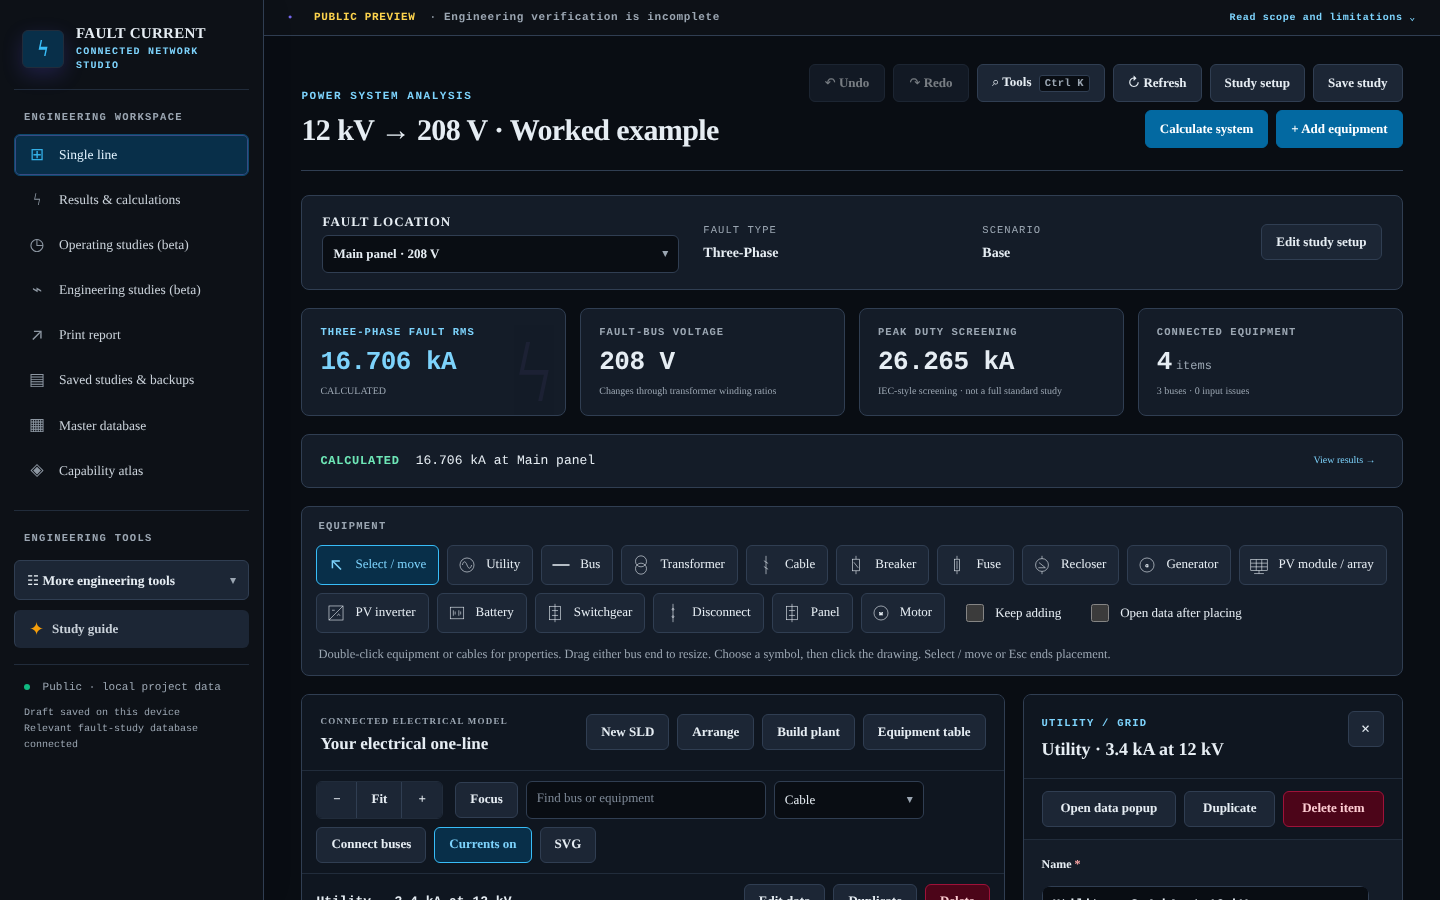 FAULT CURRENT
CONNECTED NETWORK
STUDIO
ENGINEERING WORKSPACE
Single line
Results & calculations
Operating studies (beta)
Engineering studies (beta)
Print report
Saved studies & backups
Master database
Capability atlas
ENGINEERING TOOLS
More engineering tools
Study guide
Public · local project data
Draft saved on this device
Relevant fault-study database
connected
PUBLIC PREVIEW · Engineering verification is incomplete
Read scope and limitations
POWER SYSTEM ANALYSIS
12 kV → 208 V · Worked example
↶ Undo
↷ Redo
⌕ Tools Ctrl K
↻ Refresh
Study setup
Save study
Calculate system
+ Add equipment
FAULT LOCATION
Main panel · 208 V
FAULT TYPE
Three-Phase
SCENARIO
Base
Edit study setup
THREE-PHASE FAULT RMS
16.706 kA
CALCULATED
FAULT-BUS VOLTAGE
208 V
Changes through transformer winding ratios
PEAK DUTY SCREENING
26.265 kA
IEC-style screening · not a full standard study
CONNECTED EQUIPMENT
4 items
3 buses · 0 input issues
CALCULATED 16.706 kA at Main panel
View results →
EQUIPMENT
Select / move
Utility
Bus
Transformer
Cable
Breaker
Fuse
Recloser
Generator
PV module / array
PV inverter
Battery
Switchgear
Disconnect
Panel
Motor
Keep adding
Open data after placing
Double-click equipment or cables for properties. Drag either bus end to resize. Choose a symbol, then click the drawing. Select / move or Esc ends placement.
CONNECTED ELECTRICAL MODEL
Your electrical one-line
New SLD
Arrange
Build plant
Equipment table
−
Fit
+
Focus
Find bus or equipment
Cable
Connect buses
Currents on
SVG
Utility · 3.4 kA at 12 kV
Edit data
Duplicate
Delete
UTILITY / GRID
Utility · 3.4 kA at 12 kV
×
Open data popup
Duplicate
Delete item
Name *